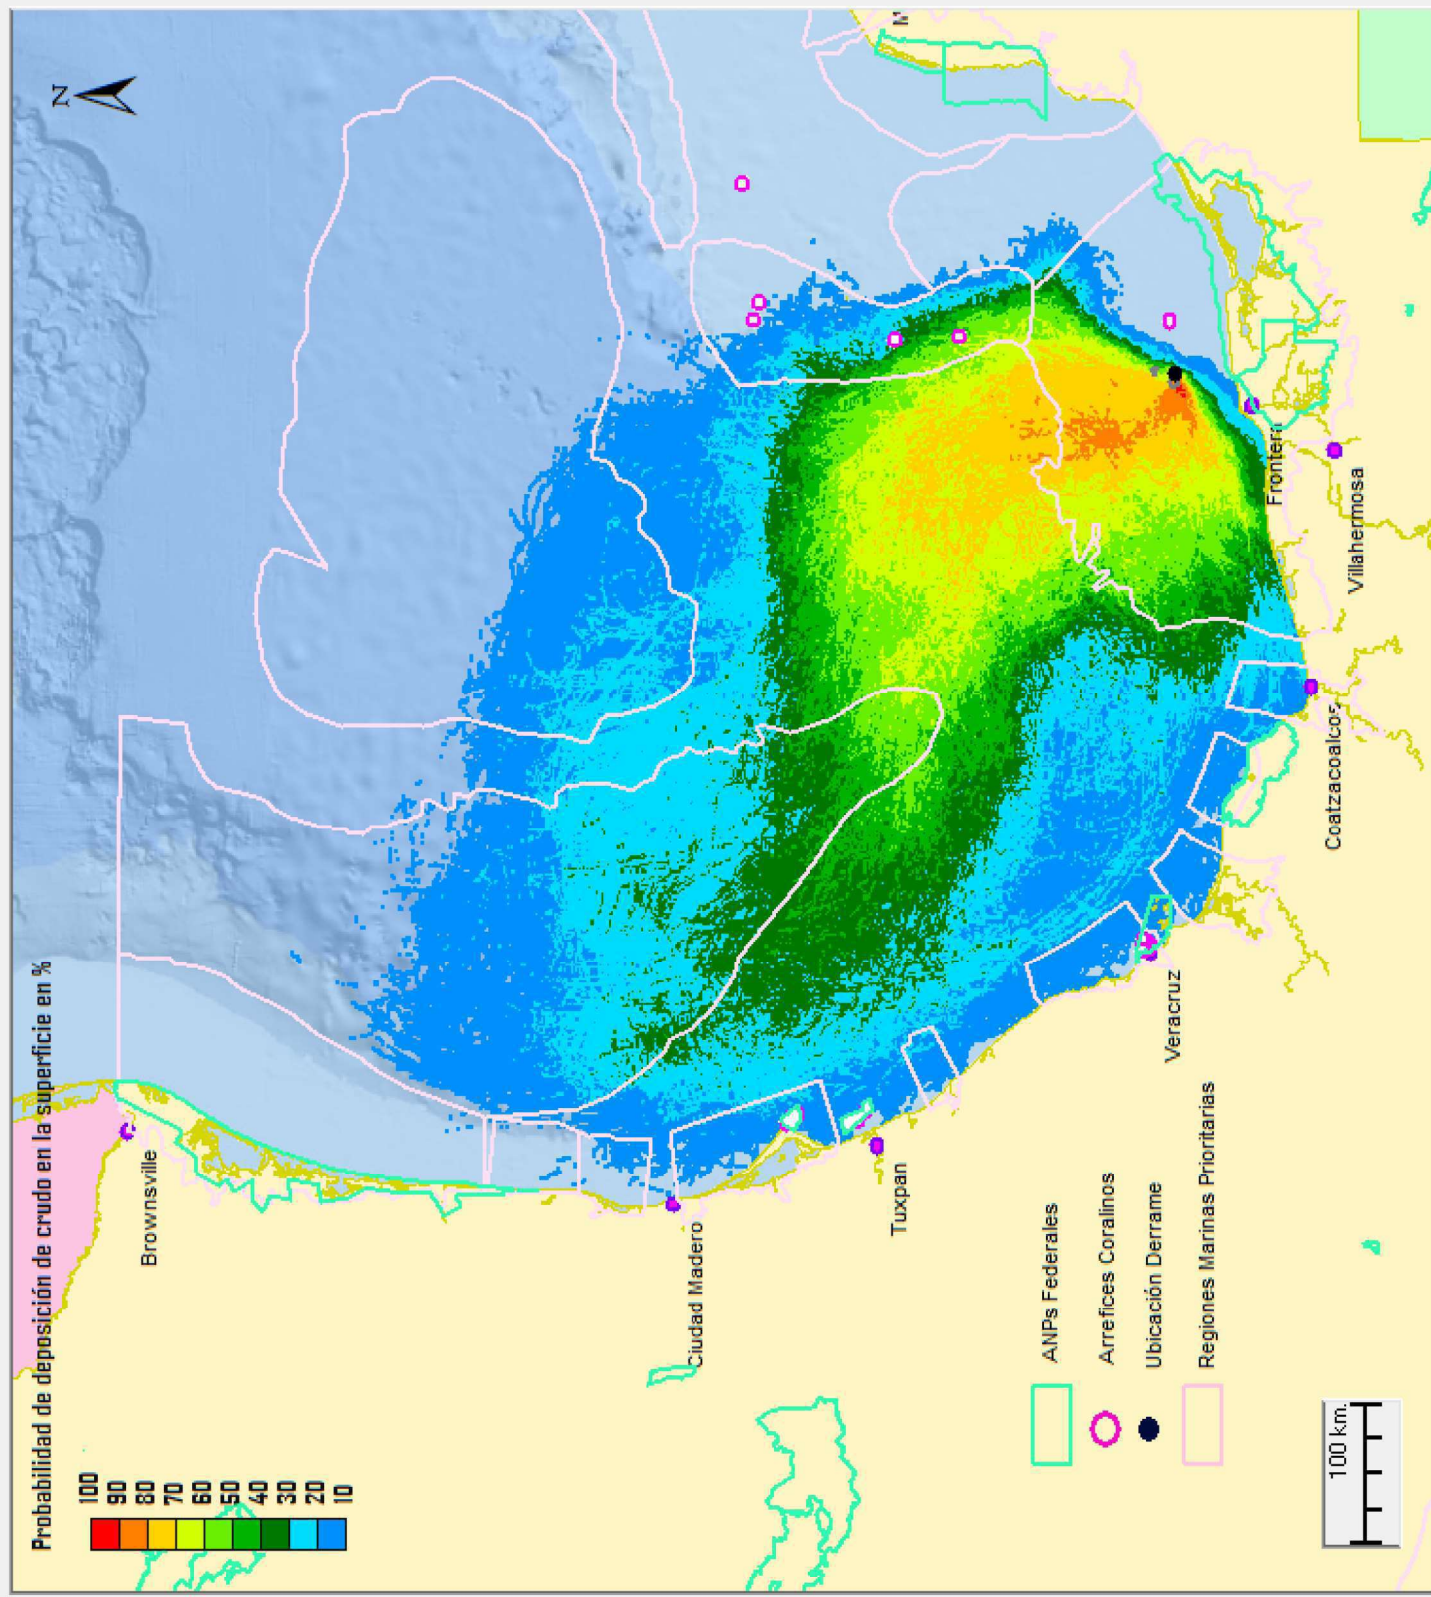 Probabilidad de deposición de crudo en la superficie en %
100
90
80
70
60
50
40
30
20
10
N
M
Brownsville
Ciudad Madero
Tuxpan
Veracruz
Coatzacoalcos
Frontera
Villahermosa
ANPs Federales
Arrefices Coralinos
Ubicación Derrame
Regiones Marinas Prioritarias
100 km.